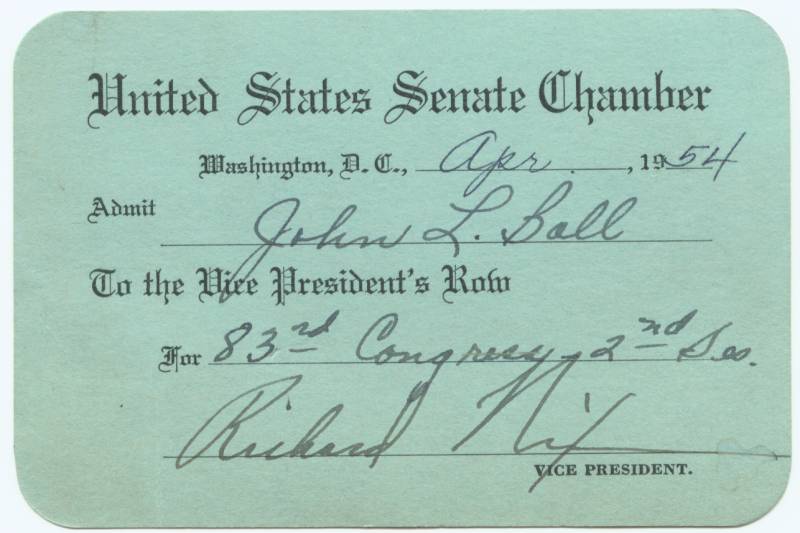 United States Senate Chamber
Washington, D. C., Apr. , 1954
Admit John L. Ball
To the Vice President's Row
For 83rd Congress, 2nd Ses.
Richard Nix
VICE PRESIDENT.